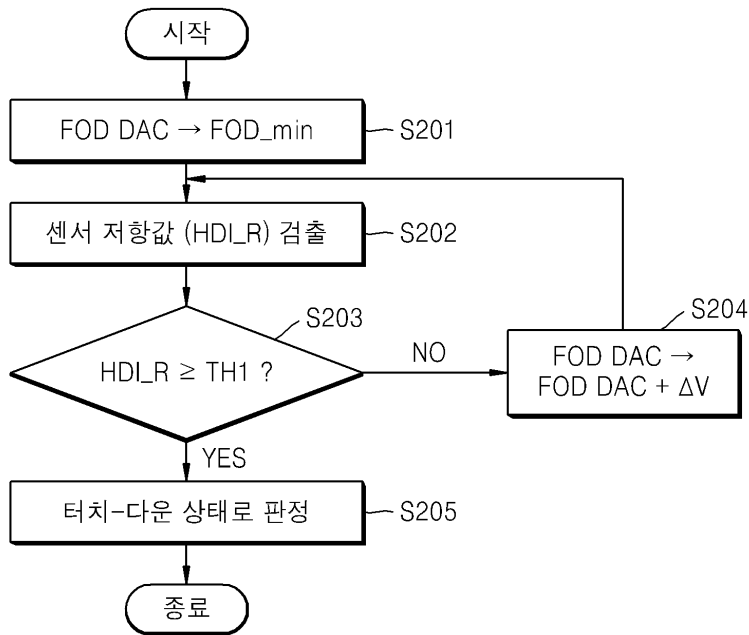 시작
FOD DAC → FOD_min
S201
센서 저항값 (HDI_R) 검출
S202
S203
HDI_R ≥ TH1 ?
NO
S204
FOD DAC →
FOD DAC + ΔV
YES
터치-다운 상태로 판정
S205
종료